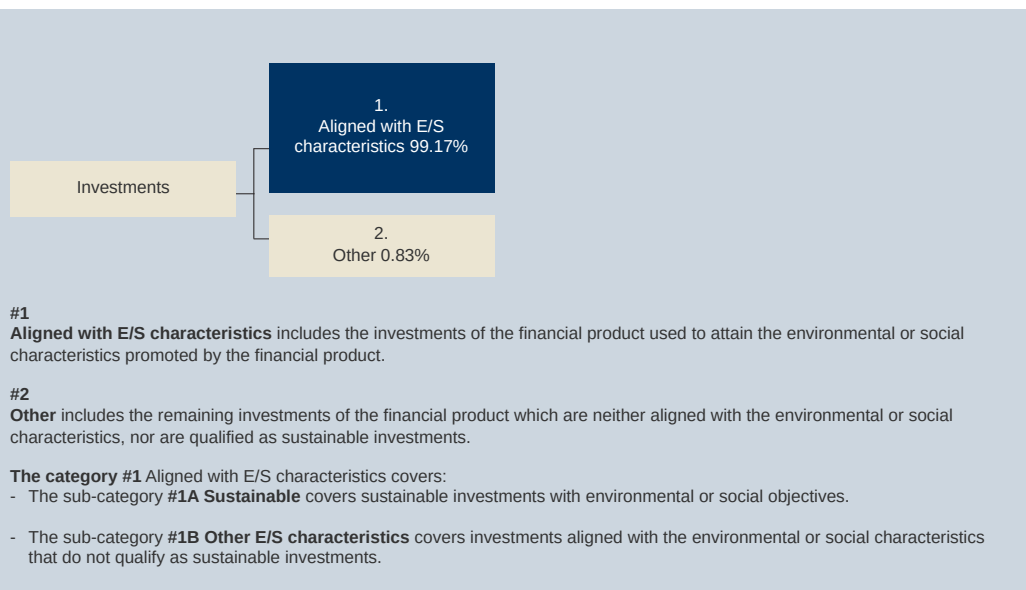 1.
Aligned with E/S
characteristics 99.17%
Investments
2.
Other 0.83%
#1
Aligned with E/S characteristics includes the investments of the financial product used to attain the environmental or social
characteristics promoted by the financial product.
#2
Other includes the remaining investments of the financial product which are neither aligned with the environmental or social
characteristics, nor are qualified as sustainable investments.
The category #1 Aligned with E/S characteristics covers:
- The sub-category #1A Sustainable covers sustainable investments with environmental or social objectives.
- The sub-category #1B Other E/S characteristics covers investments aligned with the environmental or social characteristics
that do not qualify as sustainable investments.